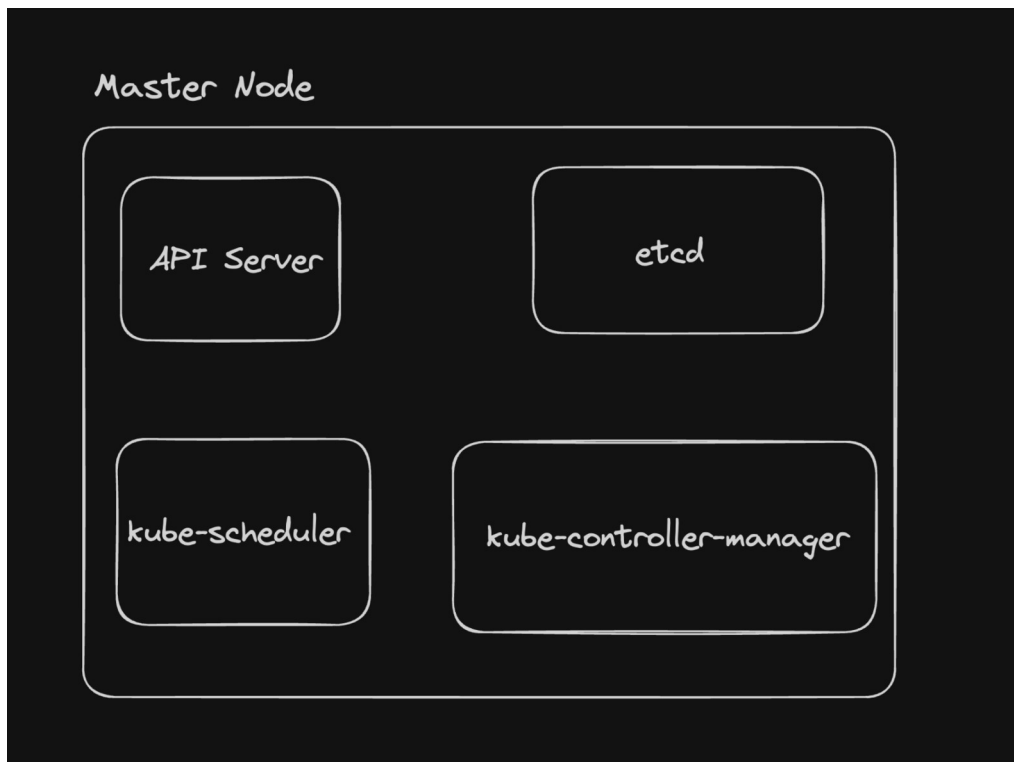 Master Node
API Server
etcd
kube-scheduler
kube-controller-manager